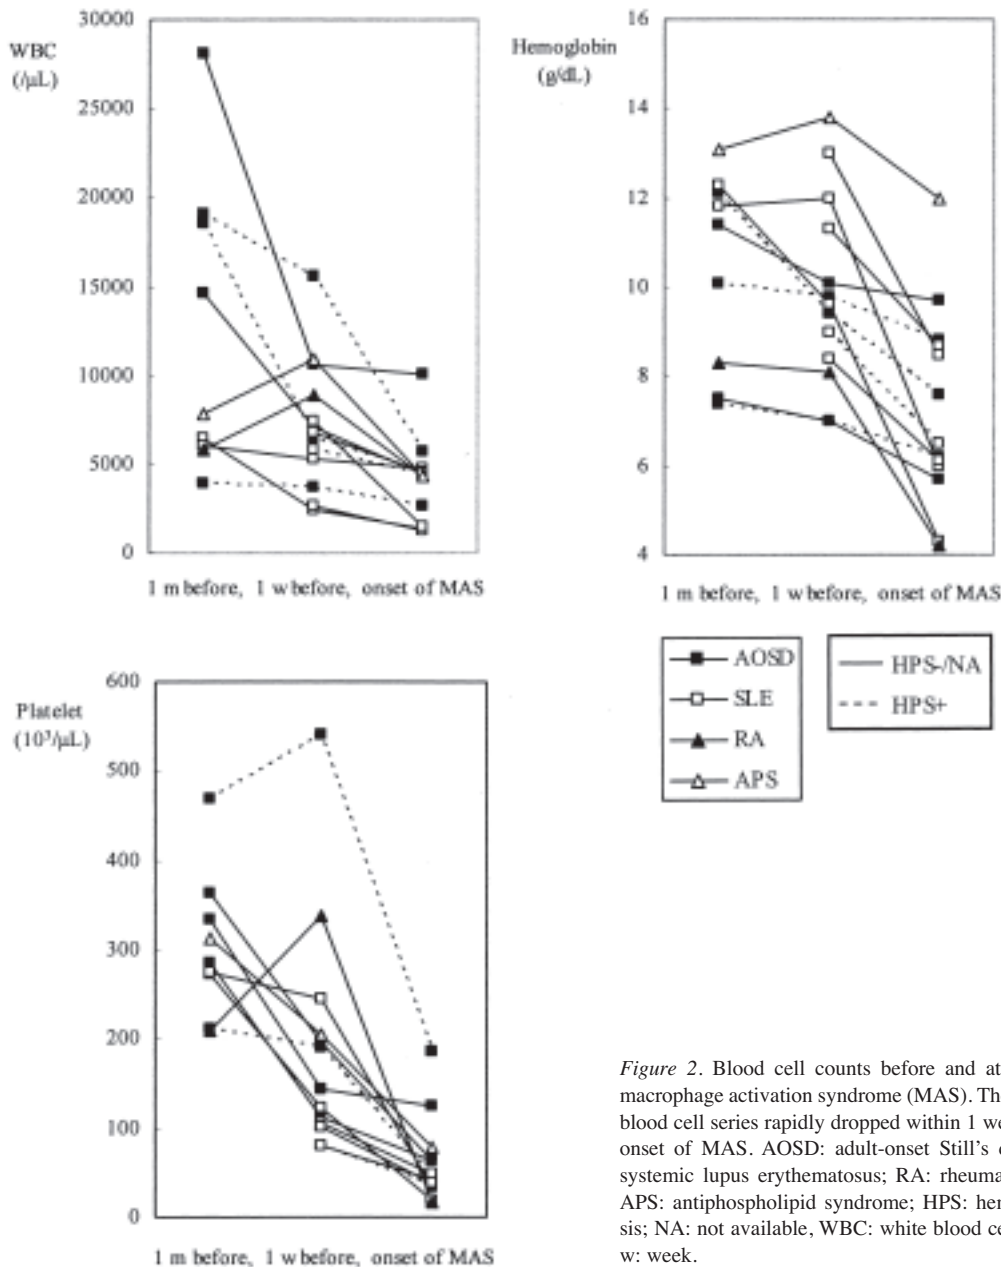 WBC
(/µL)
30000
25000
20000
15000
10000
5000
0
1 m before, 1 w before, onset of MAS
Hemoglobin
(g/dL)
16
14
12
10
8
6
4
1 m before, 1 w before, onset of MAS
AOSD
SLE
RA
APS
HPS-/NA
HPS+
Platelet
(10³/µL)
600
500
400
300
200
100
0
1 m before, 1 w before, onset of MAS
Figure 2. Blood cell counts before and at
macrophage activation syndrome (MAS). Th
blood cell series rapidly dropped within 1 we
onset of MAS. AOSD: adult-onset Still's
systemic lupus erythematosus; RA: rheuma
APS: antiphospholipid syndrome; HPS: her
sis; NA: not available, WBC: white blood ce
w: week.